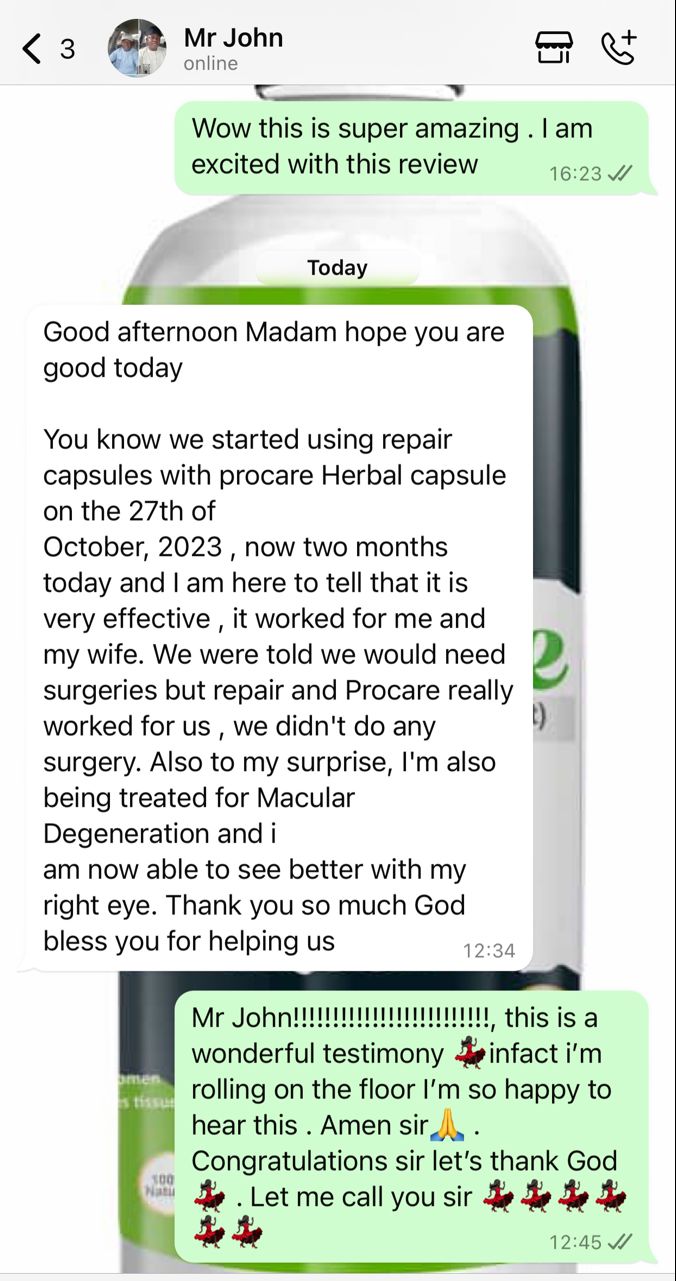 3
Mr John
online
Wow this is super amazing . I am
excited with this review
16:23
Today
Good afternoon Madam hope you are
good today
You know we started using repair
capsules with procare Herbal capsule
on the 27th of
October, 2023 , now two months
today and I am here to tell that it is
very effective , it worked for me and
my wife. We were told we would need
surgeries but repair and Procare really
worked for us , we didn't do any
surgery. Also to my surprise, I'm also
being treated for Macular
Degeneration and i
am now able to see better with my
right eye. Thank you so much God
bless you for helping us
12:34
Mr John!!!!!!!!!!!!!!!!!!!!!!!!!, this is a
wonderful testimony 💃infact i’m
rolling on the floor I’m so happy to
hear this . Amen sir🙏 .
Congratulations sir let’s thank God
💃 . Let me call you sir 💃💃💃💃
💃💃
12:45
100